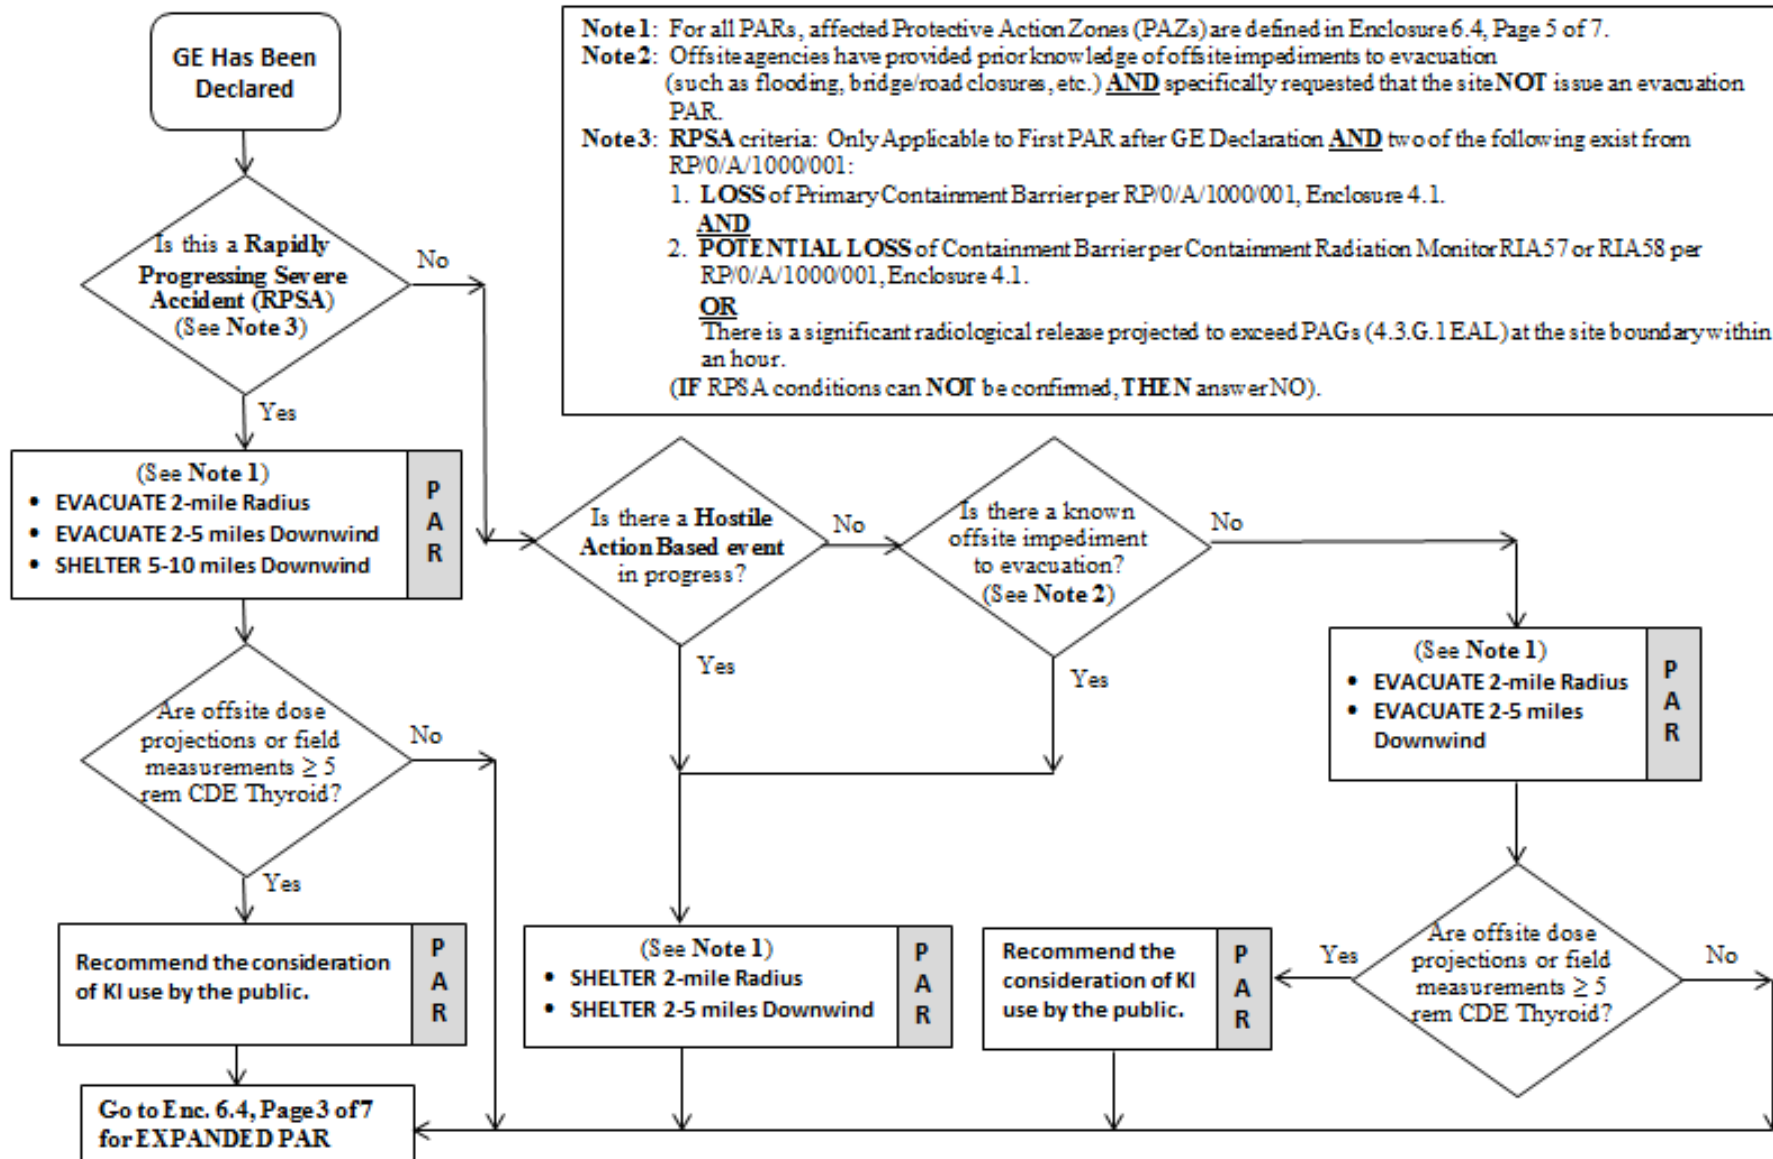 GE Has Been
Declared
Note 1: For all PARs, affected Protective Action Zones (PAZs) are defined in Enclosure 6.4, Page 5 of 7.
Note 2: Offsite agencies have provided prior knowledge of offsite impediments to evacuation
(such as flooding, bridge/road closures, etc.) AND specifically requested that the site NOT issue an evacuation
PAR.
Note 3: RPSA criteria: Only Applicable to First PAR after GE Declaration AND two of the following exist from
RP/0/A/1000/001:
1. LOSS of Primary Containment Barrier per RP/0/A/1000/001, Enclosure 4.1.
AND
2. POTENTIAL LOSS of Containment Barrier per Containment Radiation Monitor RIA 57 or RIA 58 per
RP/0/A/1000/001, Enclosure 4.1.
OR
There is a significant radiological release projected to exceed PAGs (4.3.G.1 EAL) at the site boundary within
an hour.
(IF RPSA conditions can NOT be confirmed, THEN answer NO).
Is this a Rapidly
Progressing Severe
Accident (RPSA)
(See Note 3)
No
Yes
(See Note 1)
• EVACUATE 2-mile Radius
• EVACUATE 2-5 miles Downwind
• SHELTER 5-10 miles Downwind
P
A
R
Is there a Hostile
Action Based event
in progress?
No
Yes
Is there a known
offsite impediment
to evacuation?
(See Note 2)
No
Yes
(See Note 1)
• EVACUATE 2-mile Radius
• EVACUATE 2-5 miles
Downwind
P
A
R
Are offsite dose
projections or field
measurements ≥ 5
rem CDE Thyroid?
No
Yes
Recommend the consideration
of KI use by the public.
P
A
R
(See Note 1)
• SHELTER 2-mile Radius
• SHELTER 2-5 miles Downwind
P
A
R
Recommend the
consideration of KI
use by the public.
P
A
R
Yes
Are offsite dose
projections or field
measurements ≥ 5
rem CDE Thyroid?
No
Go to Enc. 6.4, Page 3 of 7
for EXPANDED PAR